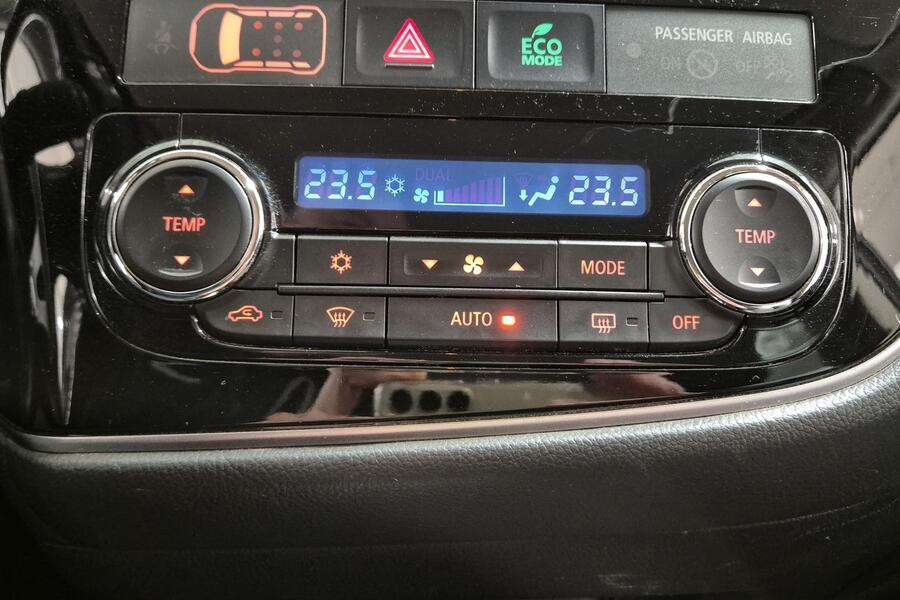 ECO
MODE
PASSENGER AIRBAG
ON OFF
23.5 DUAL 23.5
TEMP
TEMP
MODE
AUTO
OFF